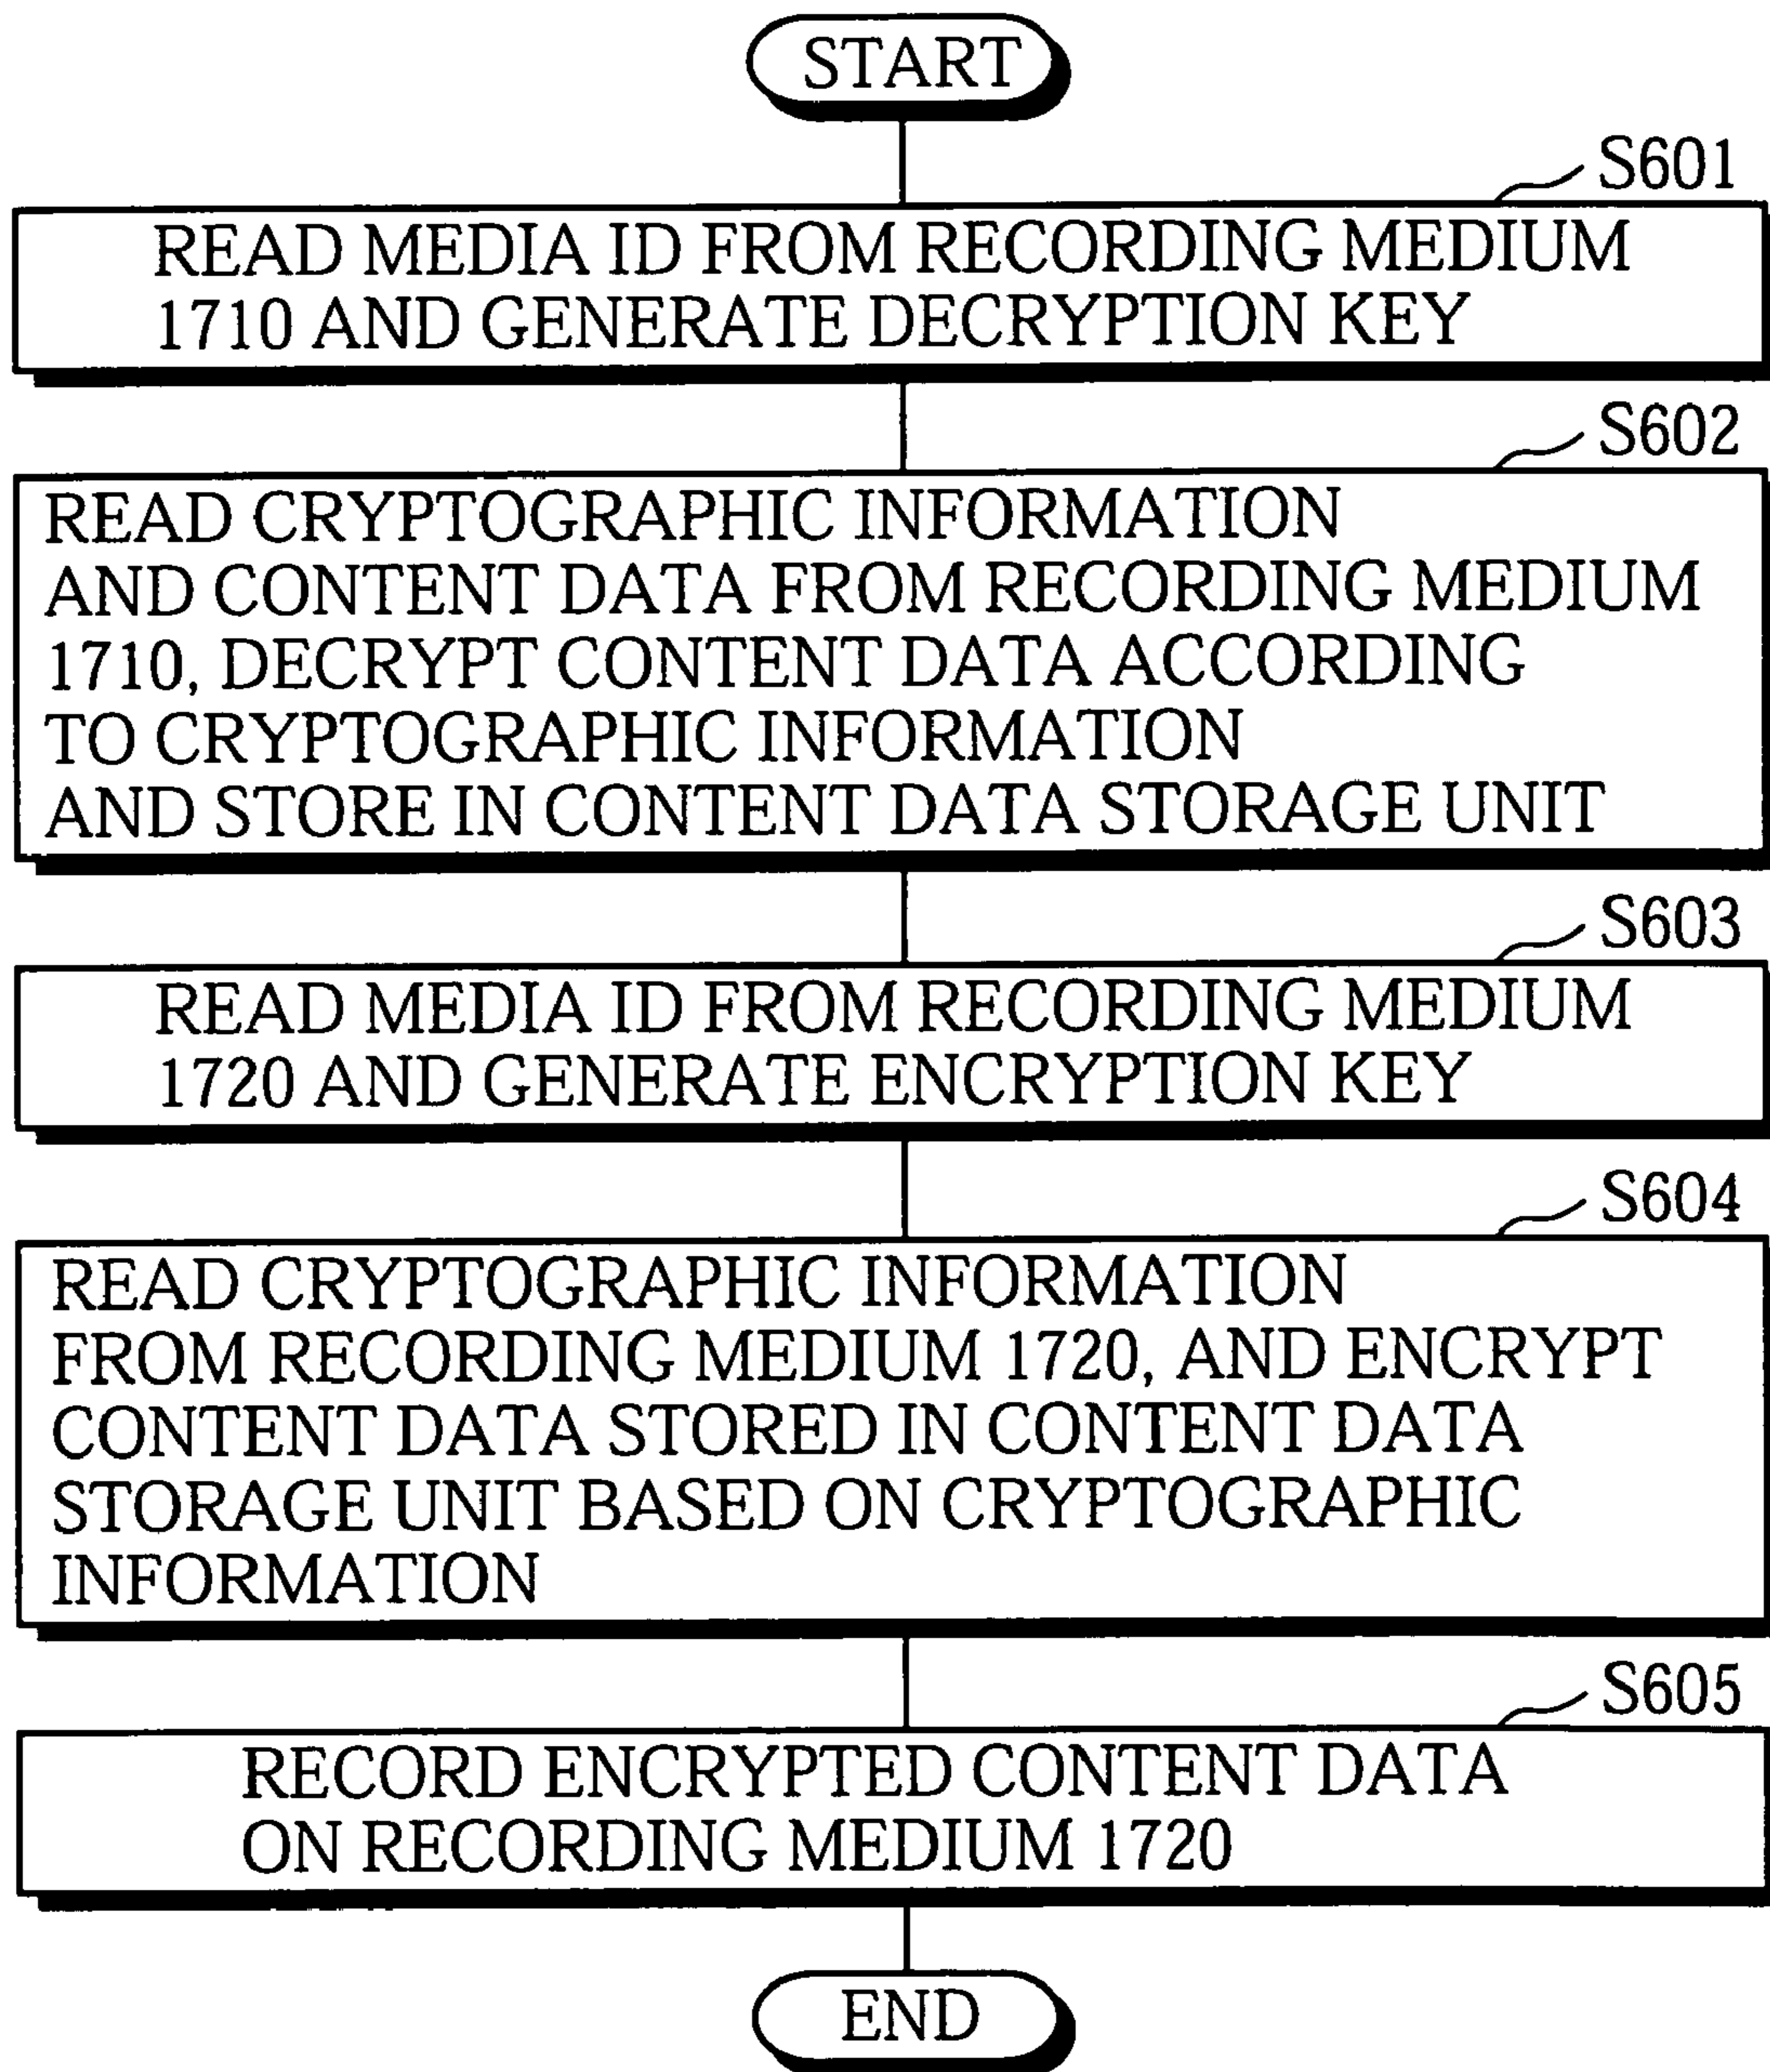 START
S601
READ MEDIA ID FROM RECORDING MEDIUM
1710 AND GENERATE DECRYPTION KEY
S602
READ CRYPTOGRAPHIC INFORMATION
AND CONTENT DATA FROM RECORDING MEDIUM
1710, DECRYPT CONTENT DATA ACCORDING
TO CRYPTOGRAPHIC INFORMATION
AND STORE IN CONTENT DATA STORAGE UNIT
S603
READ MEDIA ID FROM RECORDING MEDIUM
1720 AND GENERATE ENCRYPTION KEY
S604
READ CRYPTOGRAPHIC INFORMATION
FROM RECORDING MEDIUM 1720, AND ENCRYPT
CONTENT DATA STORED IN CONTENT DATA
STORAGE UNIT BASED ON CRYPTOGRAPHIC
INFORMATION
S605
RECORD ENCRYPTED CONTENT DATA
ON RECORDING MEDIUM 1720
END